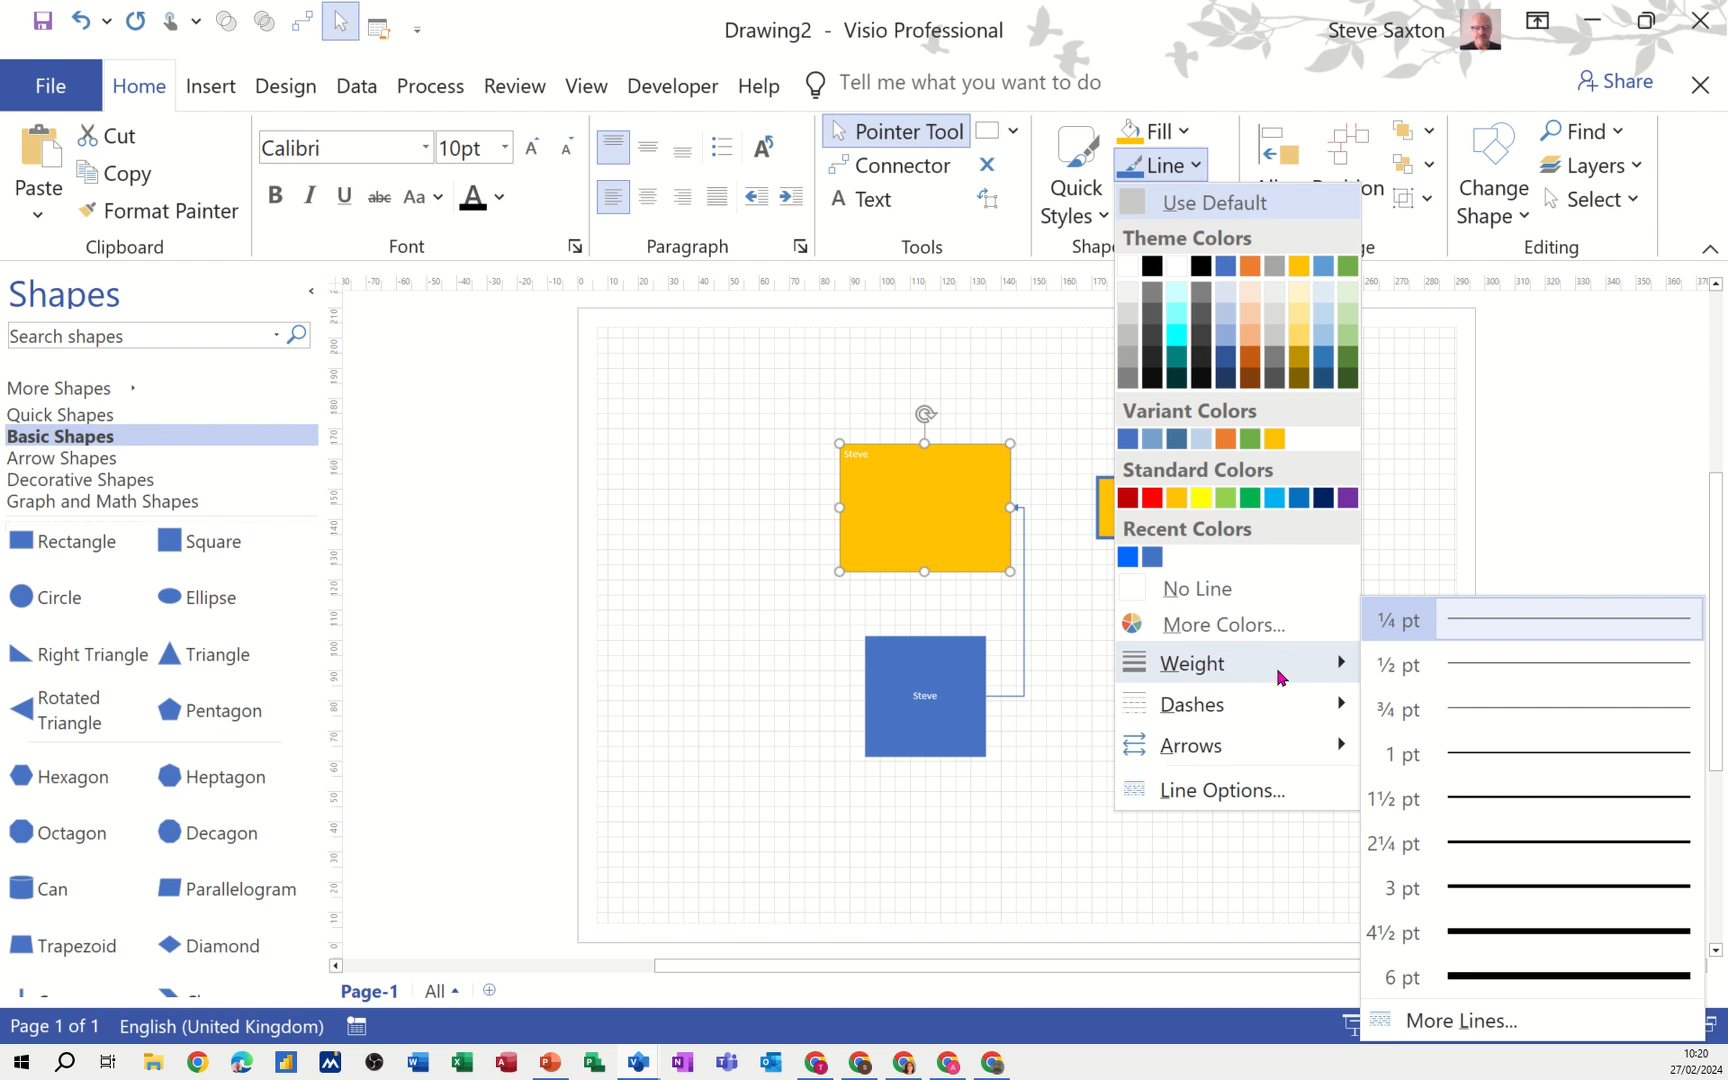 Drawing2 - Visio Professional
Steve Saxton
File
Home
Insert
Design
Data
Process
Review
View
Developer
Help
Tell me what you want to do
Share
Paste
Cut
Copy
Format Painter
Clipboard
Calibri
10pt
B I U abc Aa A
Font
Paragraph
Pointer Tool
Connector
A Text
Tools
Quick
Styles
Fill
Line
Change
Shape
Find
Layers
Select
Editing
Shapes
Search shapes
More Shapes
Quick Shapes
Basic Shapes
Arrow Shapes
Decorative Shapes
Graph and Math Shapes
Rectangle
Square
Circle
Ellipse
Right Triangle
Triangle
Rotated
Triangle
Pentagon
Hexagon
Heptagon
Octagon
Decagon
Can
Parallelogram
Trapezoid
Diamond
Steve
Steve
Use Default
Theme Colors
Variant Colors
Standard Colors
Recent Colors
No Line
More Colors...
Weight
Dashes
Arrows
Line Options...
¼ pt
½ pt
¾ pt
1 pt
1½ pt
2¼ pt
3 pt
4½ pt
6 pt
More Lines...
Page-1
All
Page 1 of 1
English (United Kingdom)
10:20
27/02/2024